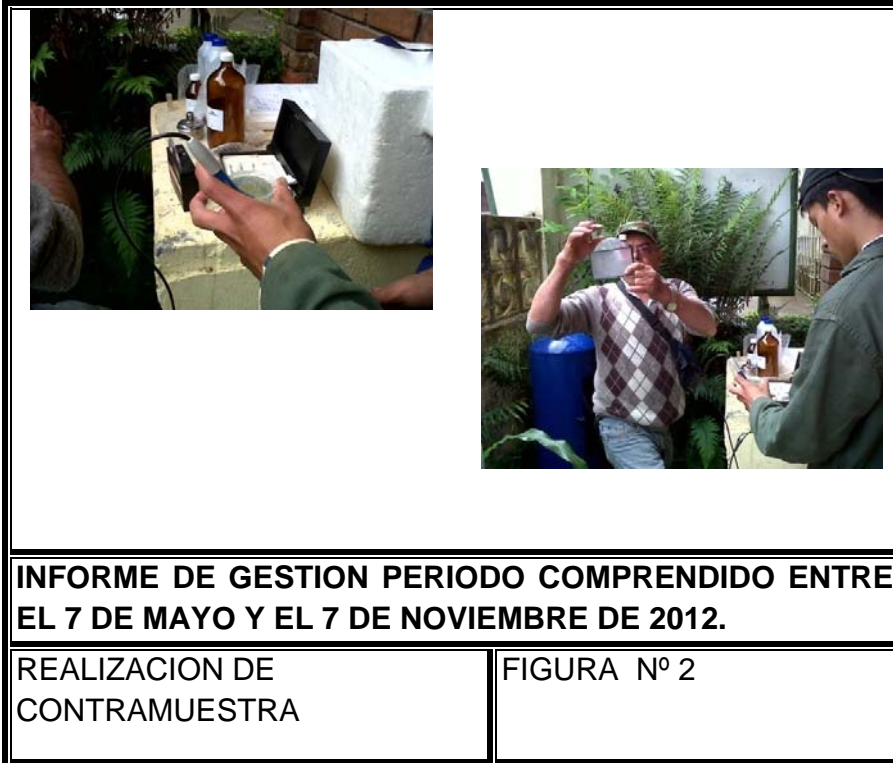 INFORME DE GESTION PERIODO COMPRENDIDO ENTRE
EL 7 DE MAYO Y EL 7 DE NOVIEMBRE DE 2012.
REALIZACION DE
CONTRAMUESTRA
FIGURA Nº 2